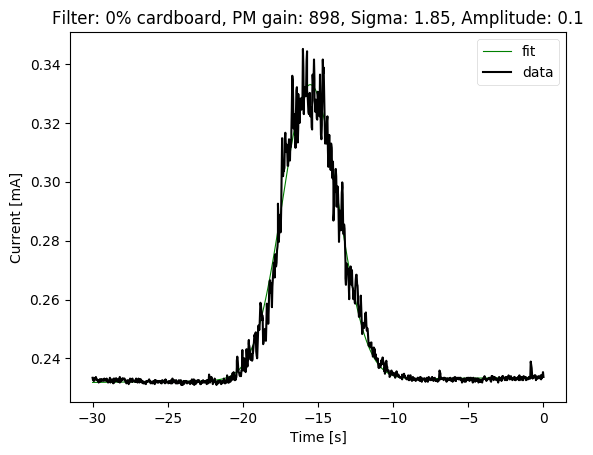 Filter: 0% cardboard, PM gain: 898, Sigma: 1.85, Amplitude: 0.1
fit
data
0.34
0.32
0.30
0.28
0.26
0.24
Current [mA]
−30
−25
−20
−15
−10
−5
0
Time [s]